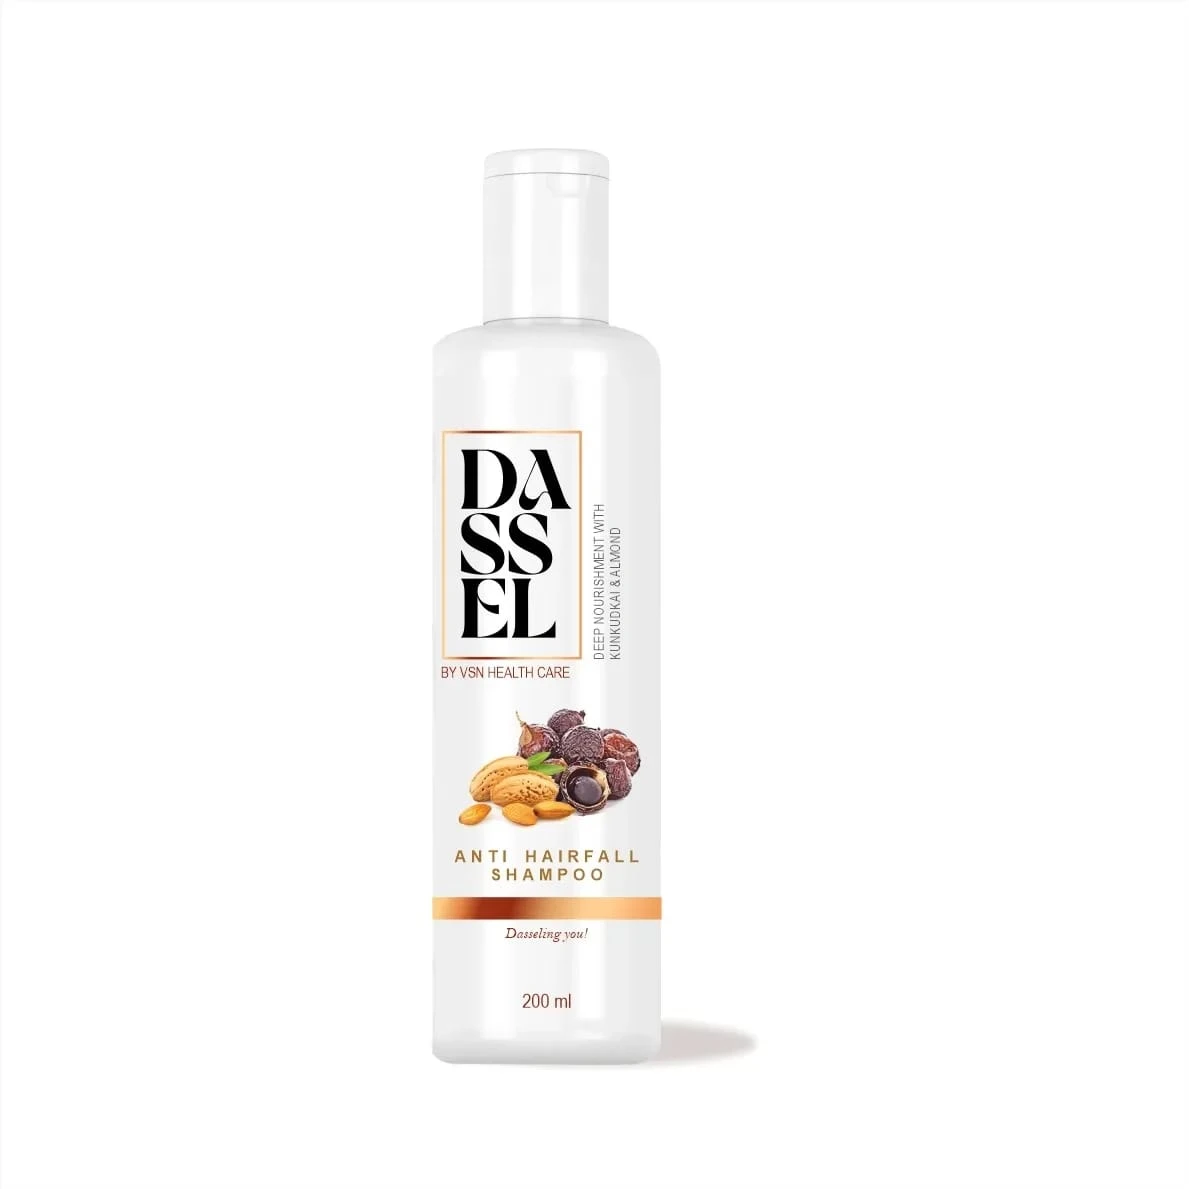 DA
SS
EL
BY VSN HEALTH CARE
DEEP NOURISHMENT WITH
KUNKUDKAI & ALMOND
ANTI HAIRFALL
SHAMPOO
Dasseling you!
200 ml